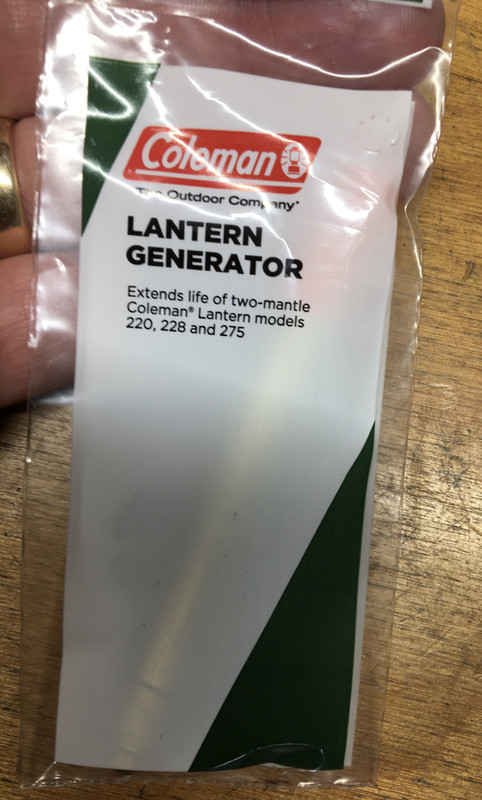 Coleman
The Outdoor Company*
LANTERN
GENERATOR
Extends life of two-mantle
Coleman® Lantern models
220, 228 and 275